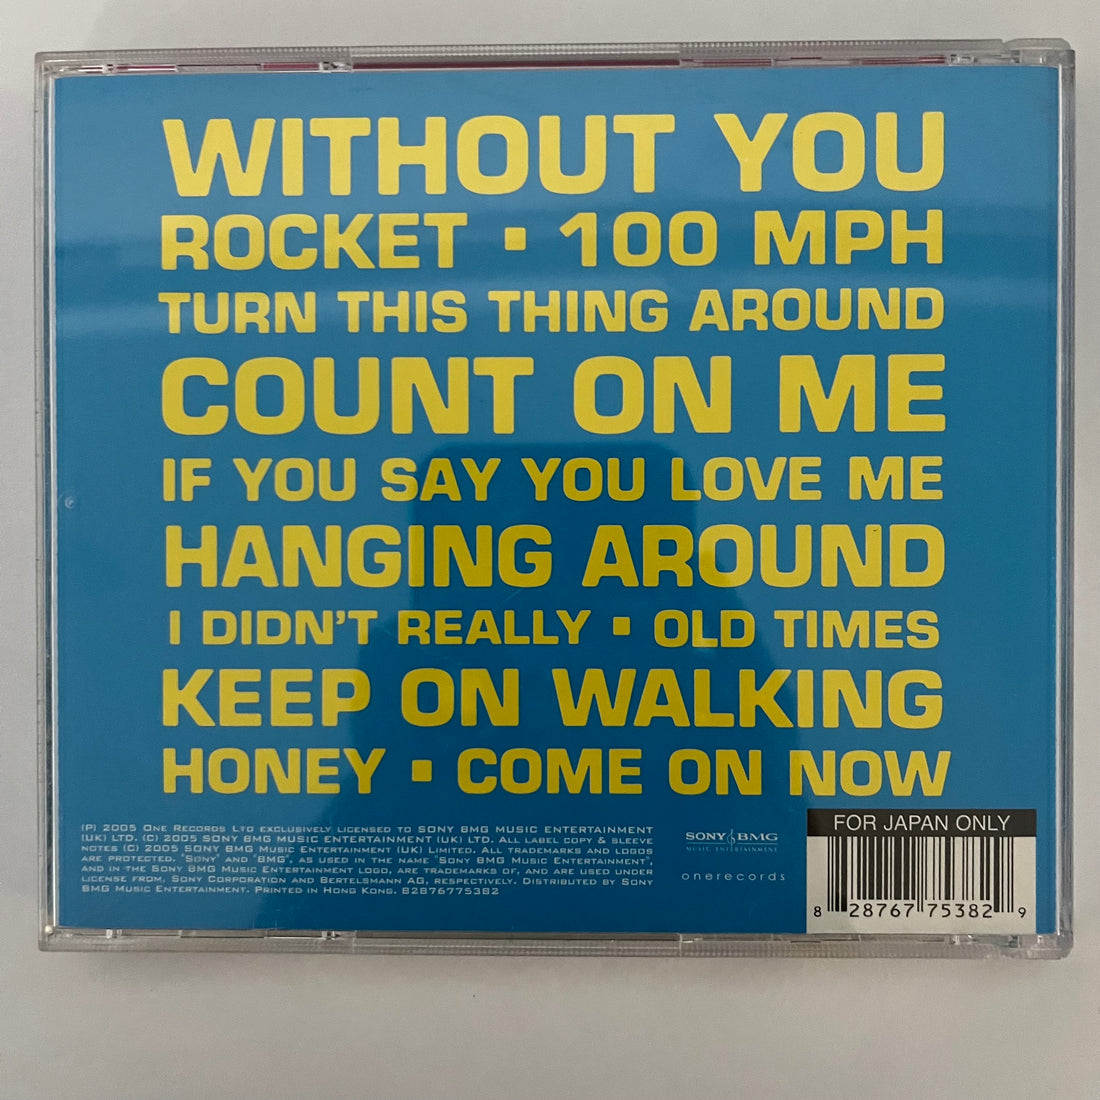 WITHOUT YOU
ROCKET · 100 MPH
TURN THIS THING AROUND
COUNT ON ME
IF YOU SAY YOU LOVE ME
HANGING AROUND
I DIDN'T REALLY · OLD TIMES
KEEP ON WALKING
HONEY · COME ON NOW
(P) 2005 One Records Ltd exclusively licensed to SONY BMG MUSIC ENTERTAINMENT
(UK) LTD. (C) 2005 SONY BMG MUSIC ENTERTAINMENT (UK) LTD. All label copy & sleeve
notes (C) 2005 SONY BMG Music Entertainment (UK) Limited. All trademarks and logos
are protected. "Sony" and "BMG", as used in the name "Sony BMG Music Entertainment",
and in the Sony BMG Music Entertainment logo, are trademarks of, and are used under
license from, Sony Corporation and Bertelsmann AG, respectively. Distributed by Sony
BMG Music Entertainment. Printed in Hong Kong. 82876775382
SONY BMG
MUSIC ENTERTAINMENT
onerecords
FOR JAPAN ONLY
8 28767 75382 9